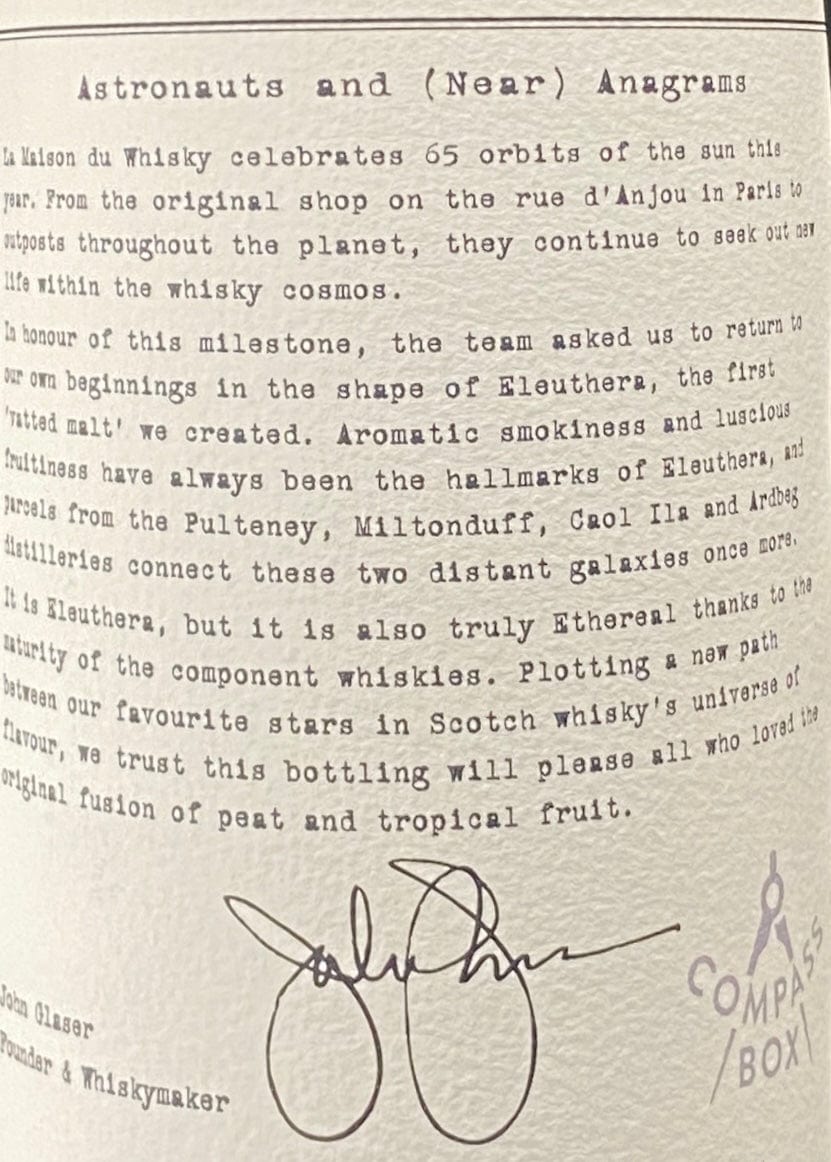 Astronauts and (Near) Anagrams
La Maison du Whisky celebrates 65 orbits of the sun this
year. From the original shop on the rue d'Anjou in Paris to
outposts throughout the planet, they continue to seek out new
life within the whisky cosmos.
In honour of this milestone, the team asked us to return to
our own beginnings in the shape of Eleuthera, the first
'vatted malt' we created. Aromatic smokiness and luscious
fruitiness have always been the hallmarks of Eleuthera, and
parcels from the Pulteney, Miltonduff, Caol Ila and Ardbeg
distilleries connect these two distant galaxies once more.
It is Eleuthera, but it is also truly Ethereal thanks to the
maturity of the component whiskies. Plotting a new path
between our favourite stars in Scotch whisky's universe of
flavour, we trust this bottling will please all who loved the
original fusion of peat and tropical fruit.
John Glaser
Founder & Whiskymaker
COMPASS
BOX